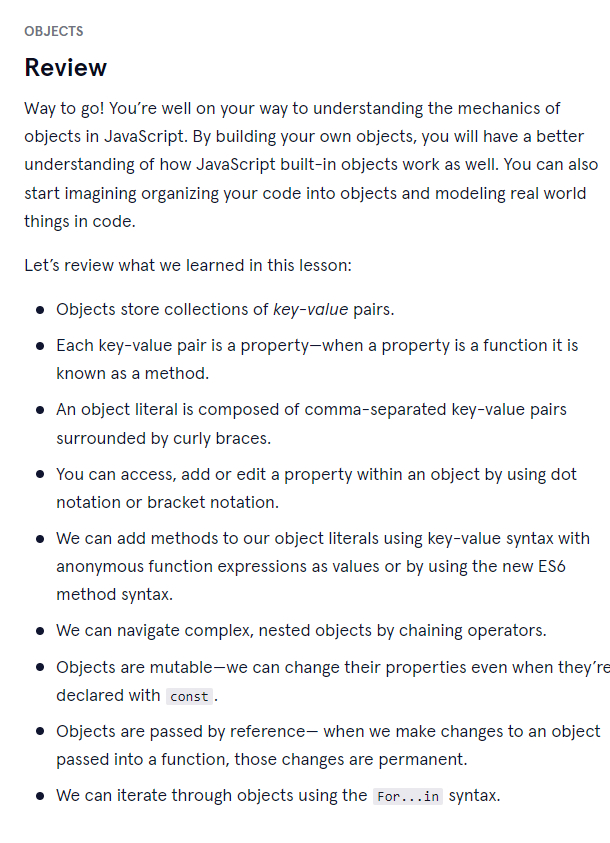 OBJECTS
Review
Way to go! You’re well on your way to understanding the mechanics of
objects in JavaScript. By building your own objects, you will have a better
understanding of how JavaScript built-in objects work as well. You can also
start imagining organizing your code into objects and modeling real world
things in code.
Let’s review what we learned in this lesson:
● Objects store collections of key-value pairs.
● Each key-value pair is a property—when a property is a function it is
known as a method.
● An object literal is composed of comma-separated key-value pairs
surrounded by curly braces.
● You can access, add or edit a property within an object by using dot
notation or bracket notation.
● We can add methods to our object literals using key-value syntax with
anonymous function expressions as values or by using the new ES6
method syntax.
● We can navigate complex, nested objects by chaining operators.
● Objects are mutable—we can change their properties even when they’re
declared with const.
● Objects are passed by reference— when we make changes to an object
passed into a function, those changes are permanent.
● We can iterate through objects using the For...in syntax.